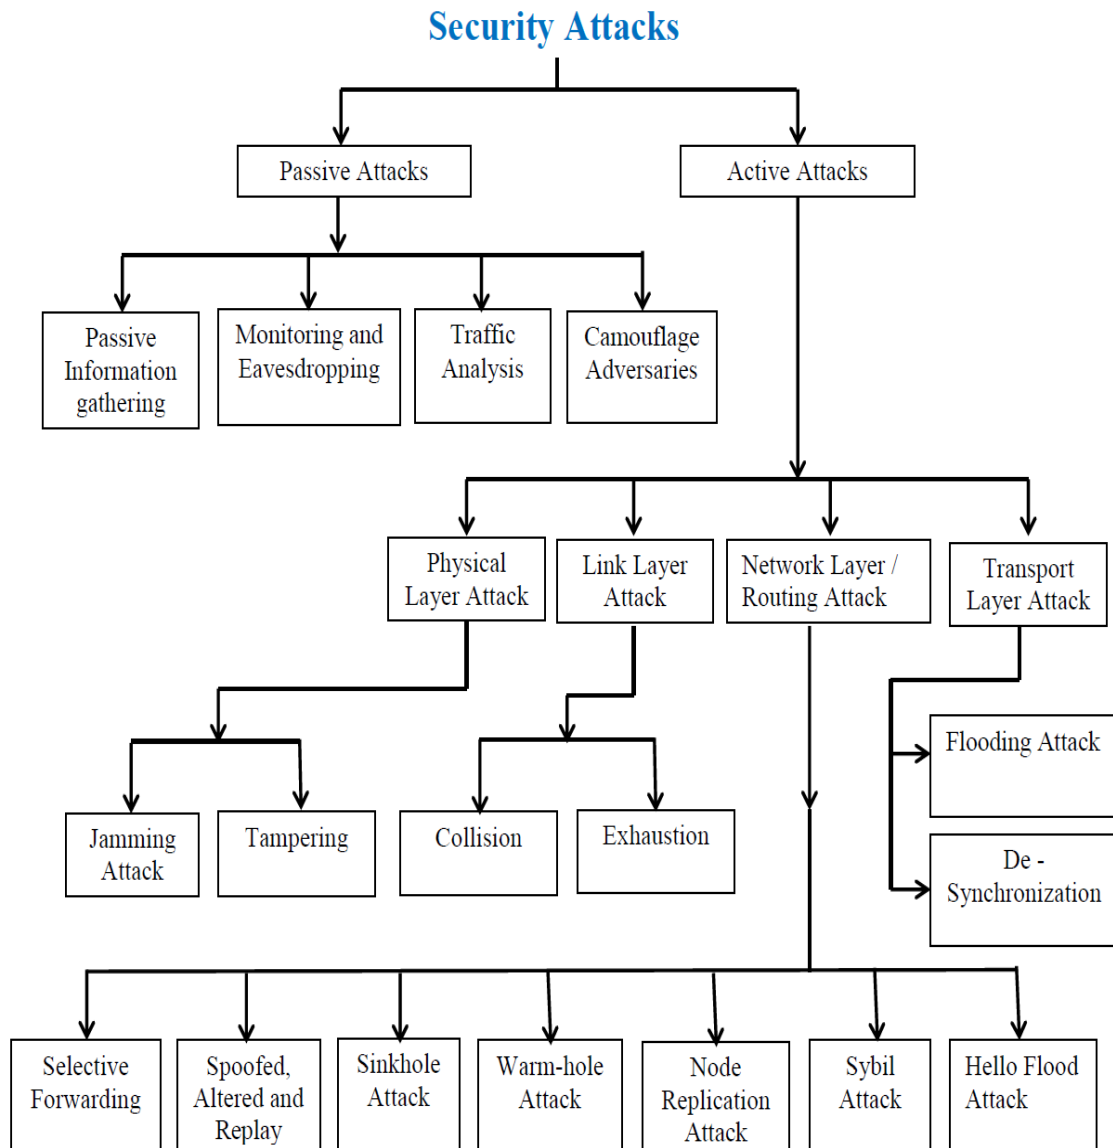 Security Attacks
Passive Attacks
Active Attacks
Passive
Information
gathering
Monitoring and
Eavesdropping
Traffic
Analysis
Camouflage
Adversaries
Physical
Layer Attack
Link Layer
Attack
Network Layer /
Routing Attack
Transport
Layer Attack
Flooding Attack
Jamming
Attack
Tampering
Collision
Exhaustion
De -
Synchronization
Selective
Forwarding
Spoofed,
Altered and
Replay
Sinkhole
Attack
Warm-hole
Attack
Node
Replication
Attack
Sybil
Attack
Hello Flood
Attack